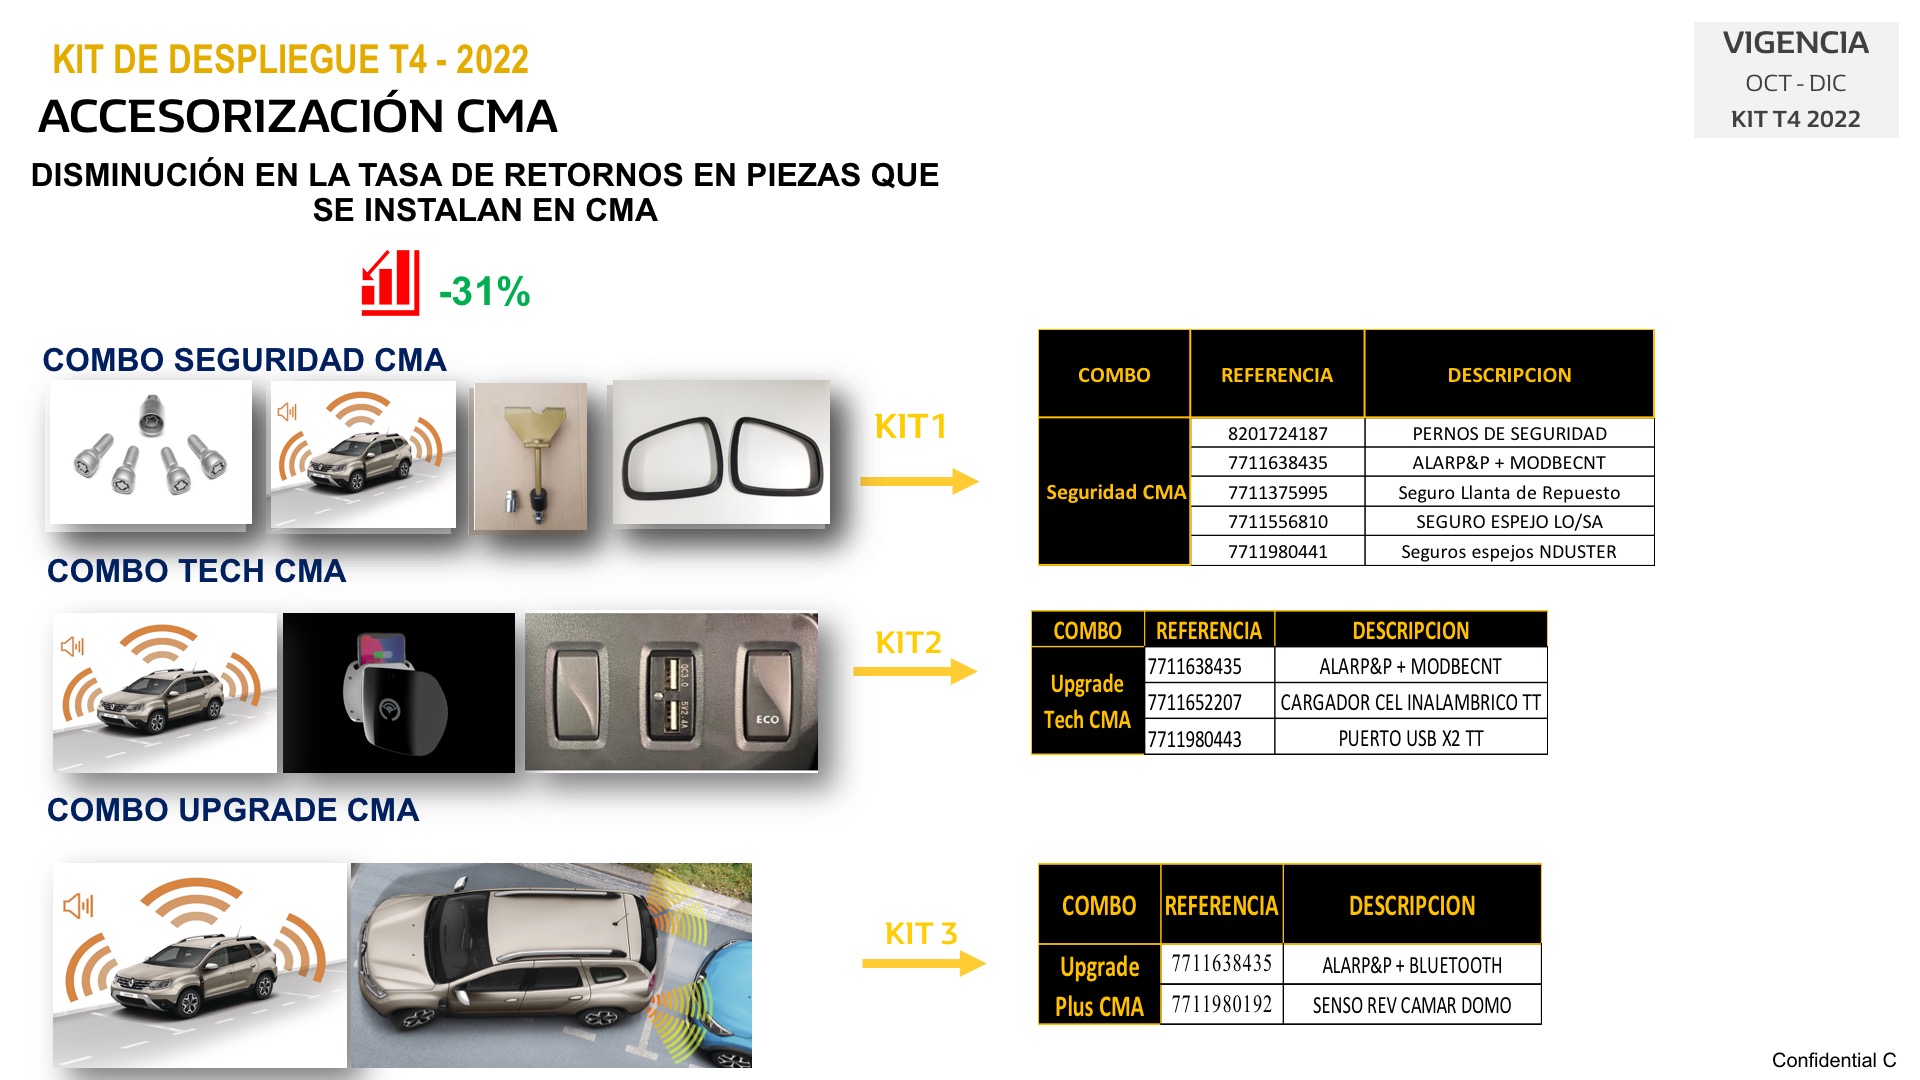 KIT DE DESPLIEGUE T4 - 2022
ACCESORIZACIÓN CMA
VIGENCIA
OCT - DIC
KIT T4 2022
DISMINUCIÓN EN LA TASA DE RETORNOS EN PIEZAS QUE
SE INSTALAN EN CMA
-31%
COMBO SEGURIDAD CMA
KIT1
COMBO REFERENCIA DESCRIPCION
Seguridad CMA
8201724187 PERNOS DE SEGURIDAD
7711638435 ALARP&P + MODBECNT
7711375995 Seguro Llanta de Repuesto
7711556810 SEGURO ESPEJO LO/SA
7711980441 Seguros espejos NDUSTER
COMBO TECH CMA
QC3.0 5V2.4A
ECO
KIT2
COMBO REFERENCIA DESCRIPCION
Upgrade
Tech CMA
7711638435 ALARP&P + MODBECNT
7711652207 CARGADOR CEL INALAMBRICO TT
7711980443 PUERTO USB X2 TT
COMBO UPGRADE CMA
KIT 3
COMBO REFERENCIA DESCRIPCION
Upgrade
Plus CMA
7711638435 ALARP&P + BLUETOOTH
7711980192 SENSO REV CAMAR DOMO
Confidential C